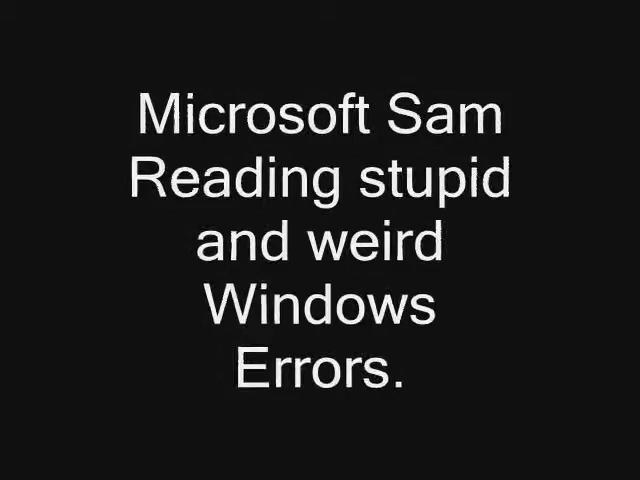 Microsoft Sam
Reading stupid
and weird
Windows
Errors.